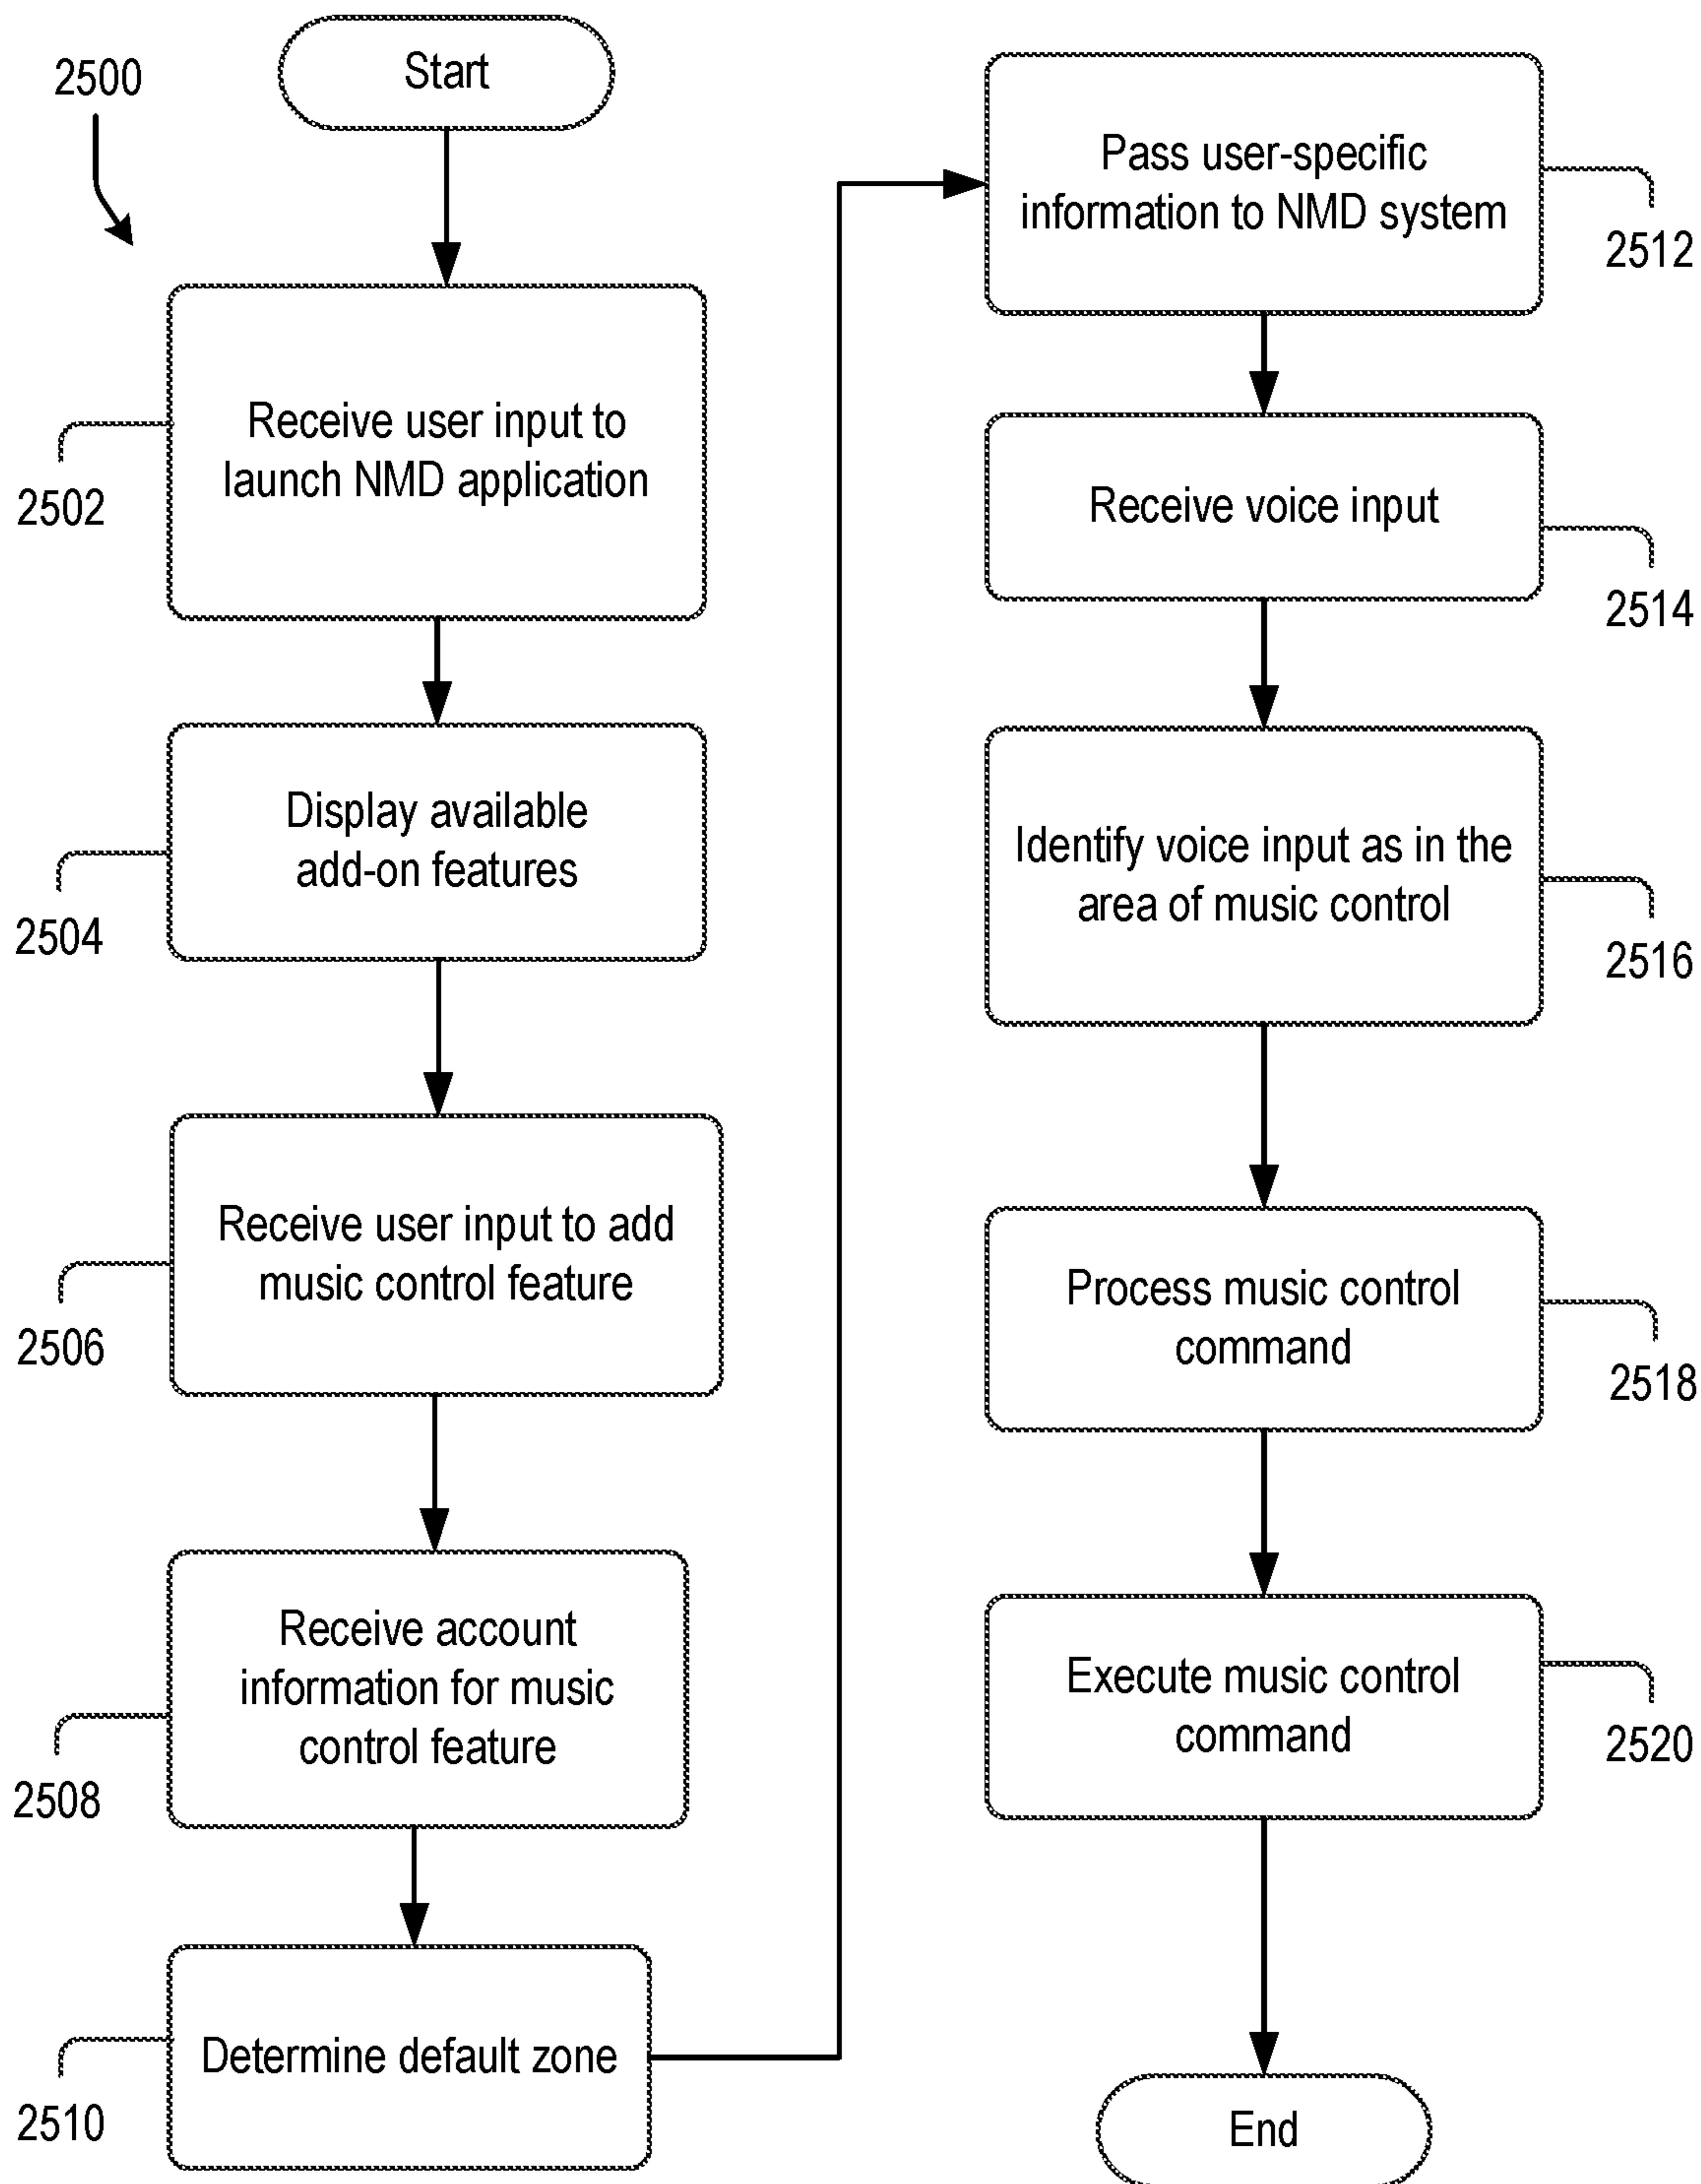 2500
Start
Receive user input to
launch NMD application
2502
Display available
add-on features
2504
Receive user input to add
music control feature
2506
Receive account
information for music
control feature
2508
Determine default zone
2510
Pass user-specific
information to NMD system
2512
Receive voice input
2514
Identify voice input as in the
area of music control
2516
Process music control
command
2518
Execute music control
command
2520
End